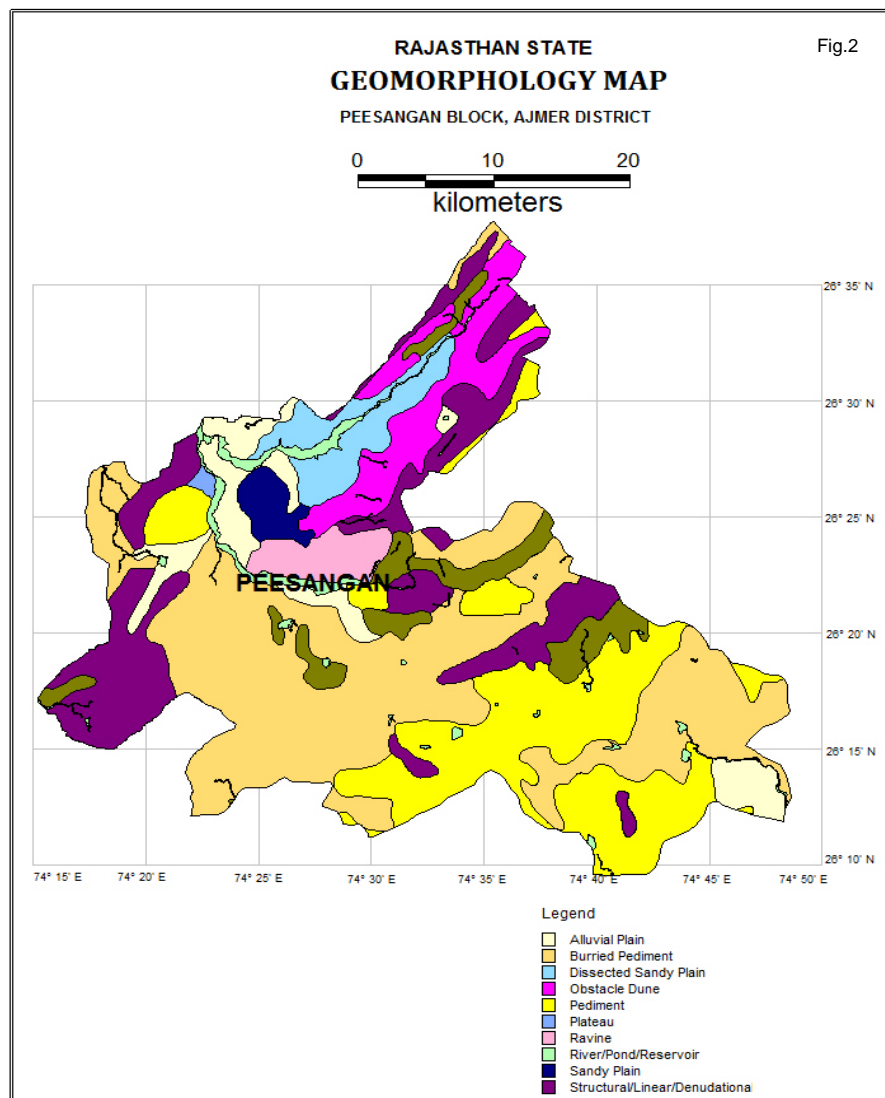 RAJASTHAN STATE
Fig.2
GEOMORPHOLOGY MAP
PEESANGAN BLOCK, AJMER DISTRICT
0 10 20
kilometers
26° 35' N
26° 30' N
26° 25' N
PEESANGAN
26° 20' N
26° 15' N
26° 10' N
74° 15' E 74° 20' E 74° 25' E 74° 30' E 74° 35' E 74° 40' E 74° 45' E 74° 50' E
Legend
Alluvial Plain
Burried Pediment
Dissected Sandy Plain
Obstacle Dune
Pediment
Plateau
Ravine
River/Pond/Reservoir
Sandy Plain
Structural/Linear/Denudational